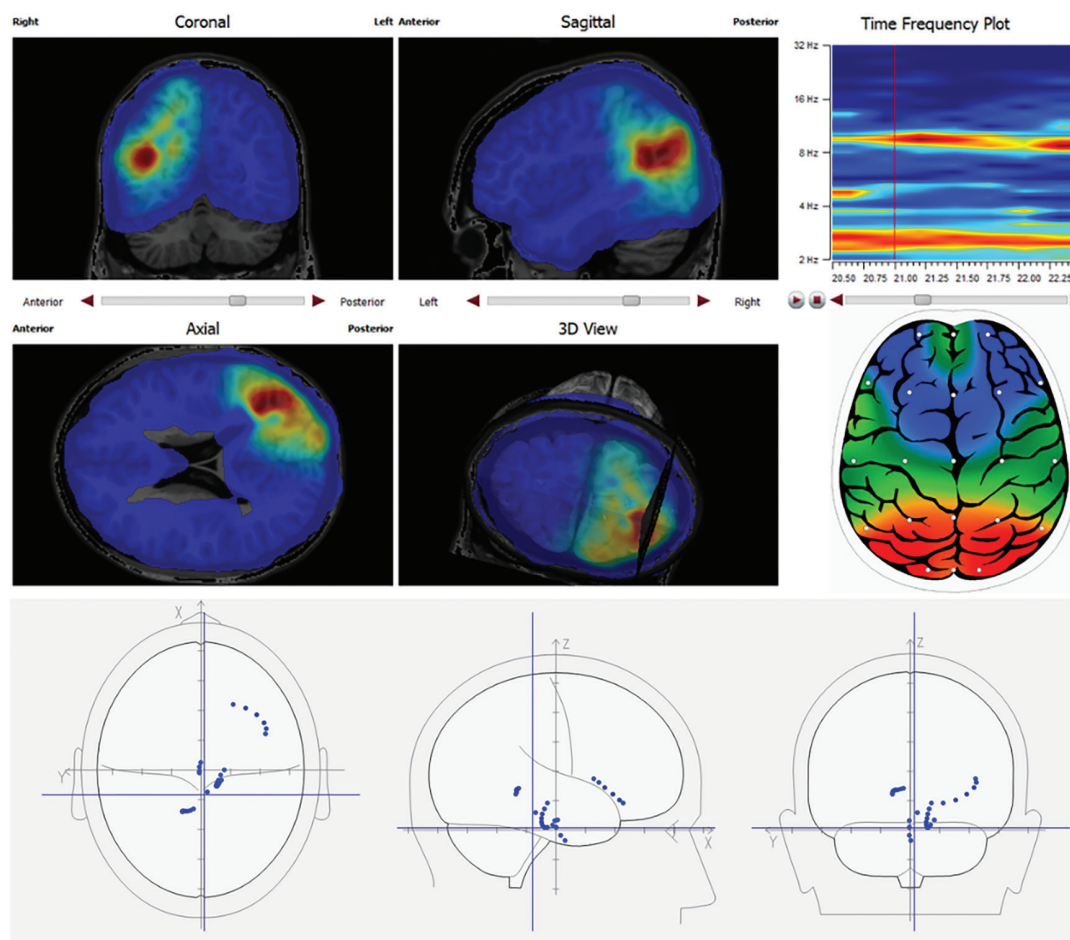 Right Coronal Left
Anterior Sagittal Posterior
Time Frequency Plot
32 Hz
16 Hz
8 Hz
4 Hz
2 Hz
20.50 20.75 21.00 21.25 21.50 21.75 22.00 22.25
Anterior Posterior
Left Right
Anterior Axial Posterior
3D View
X
Y
Z
X
Z
Y